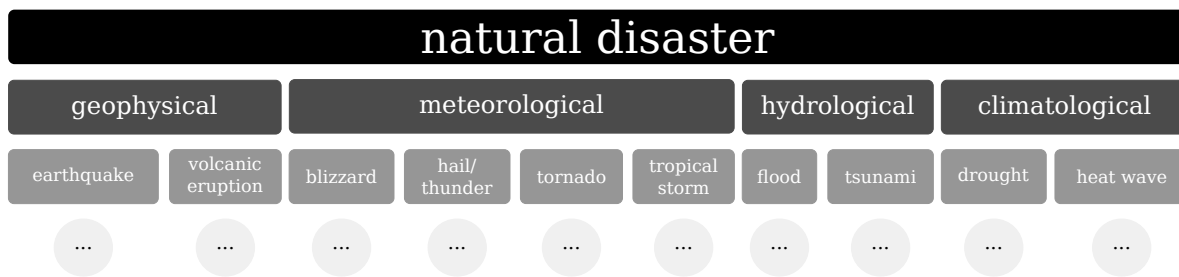 natural disaster
geophysical
meteorological
hydrological
climatological
earthquake
volcanic
eruption
blizzard
hail/
thunder
tornado
tropical
storm
flood
tsunami
drought
heat wave
...
...
...
...
...
...
...
...
...
...